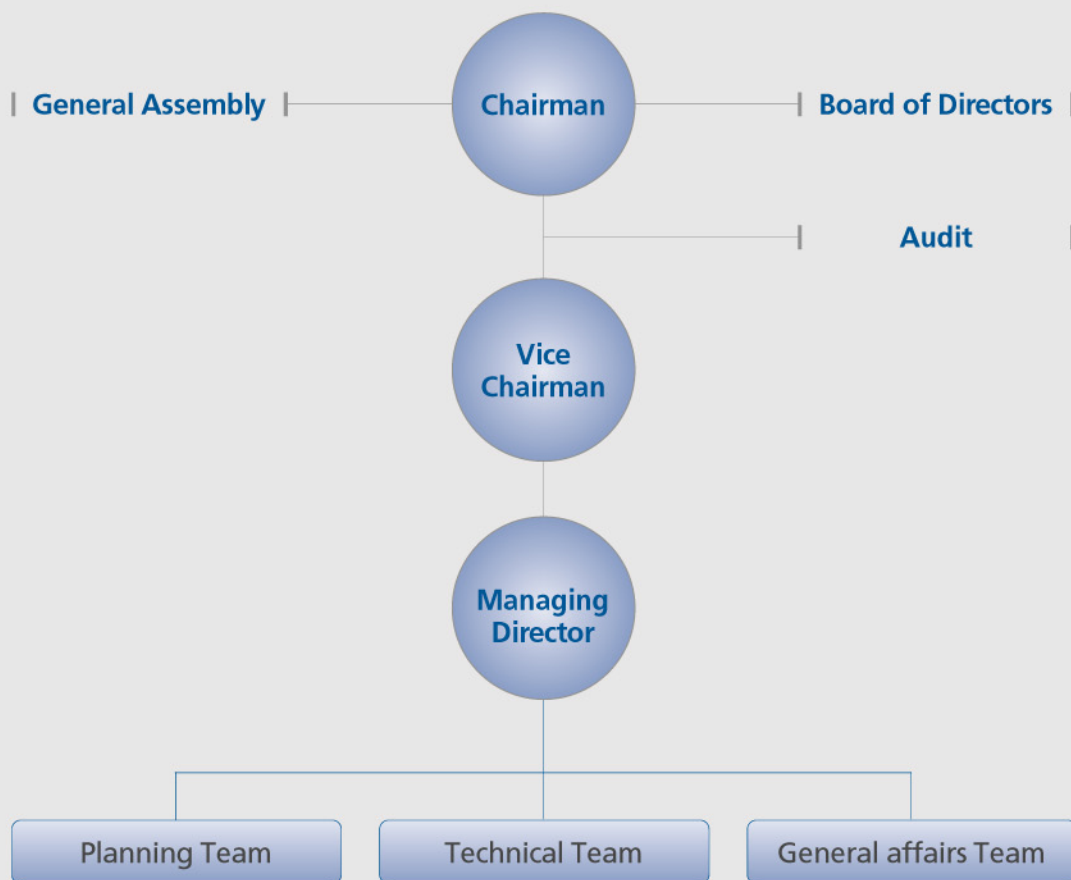 General Assembly
Chairman
Board of Directors
Audit
Vice
Chairman
Managing
Director
Planning Team
Technical Team
General affairs Team